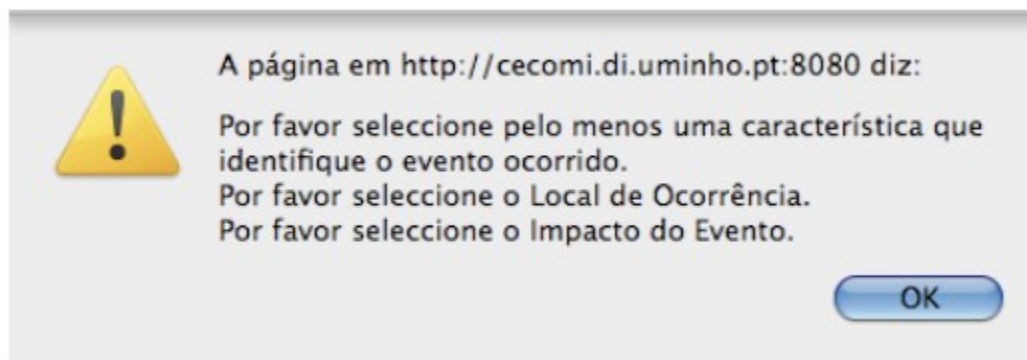 A página em http://cecomi.di.uminho.pt:8080 diz:
Por favor seleccione pelo menos uma característica que
identifique o evento ocorrido.
Por favor seleccione o Local de Ocorrência.
Por favor seleccione o Impacto do Evento.
OK